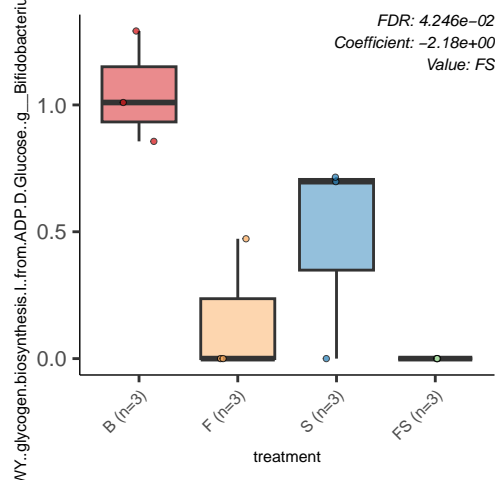 FDR: 4.246e−02
Coefficient: −2.18e+00
Value: FS
WY..glycogen.biosynthesis.I..from.ADP.D.Glucose..g__Bifidobacterium
1.0
0.5
0.0
B (n=3)
F (n=3)
S (n=3)
FS (n=3)
treatment